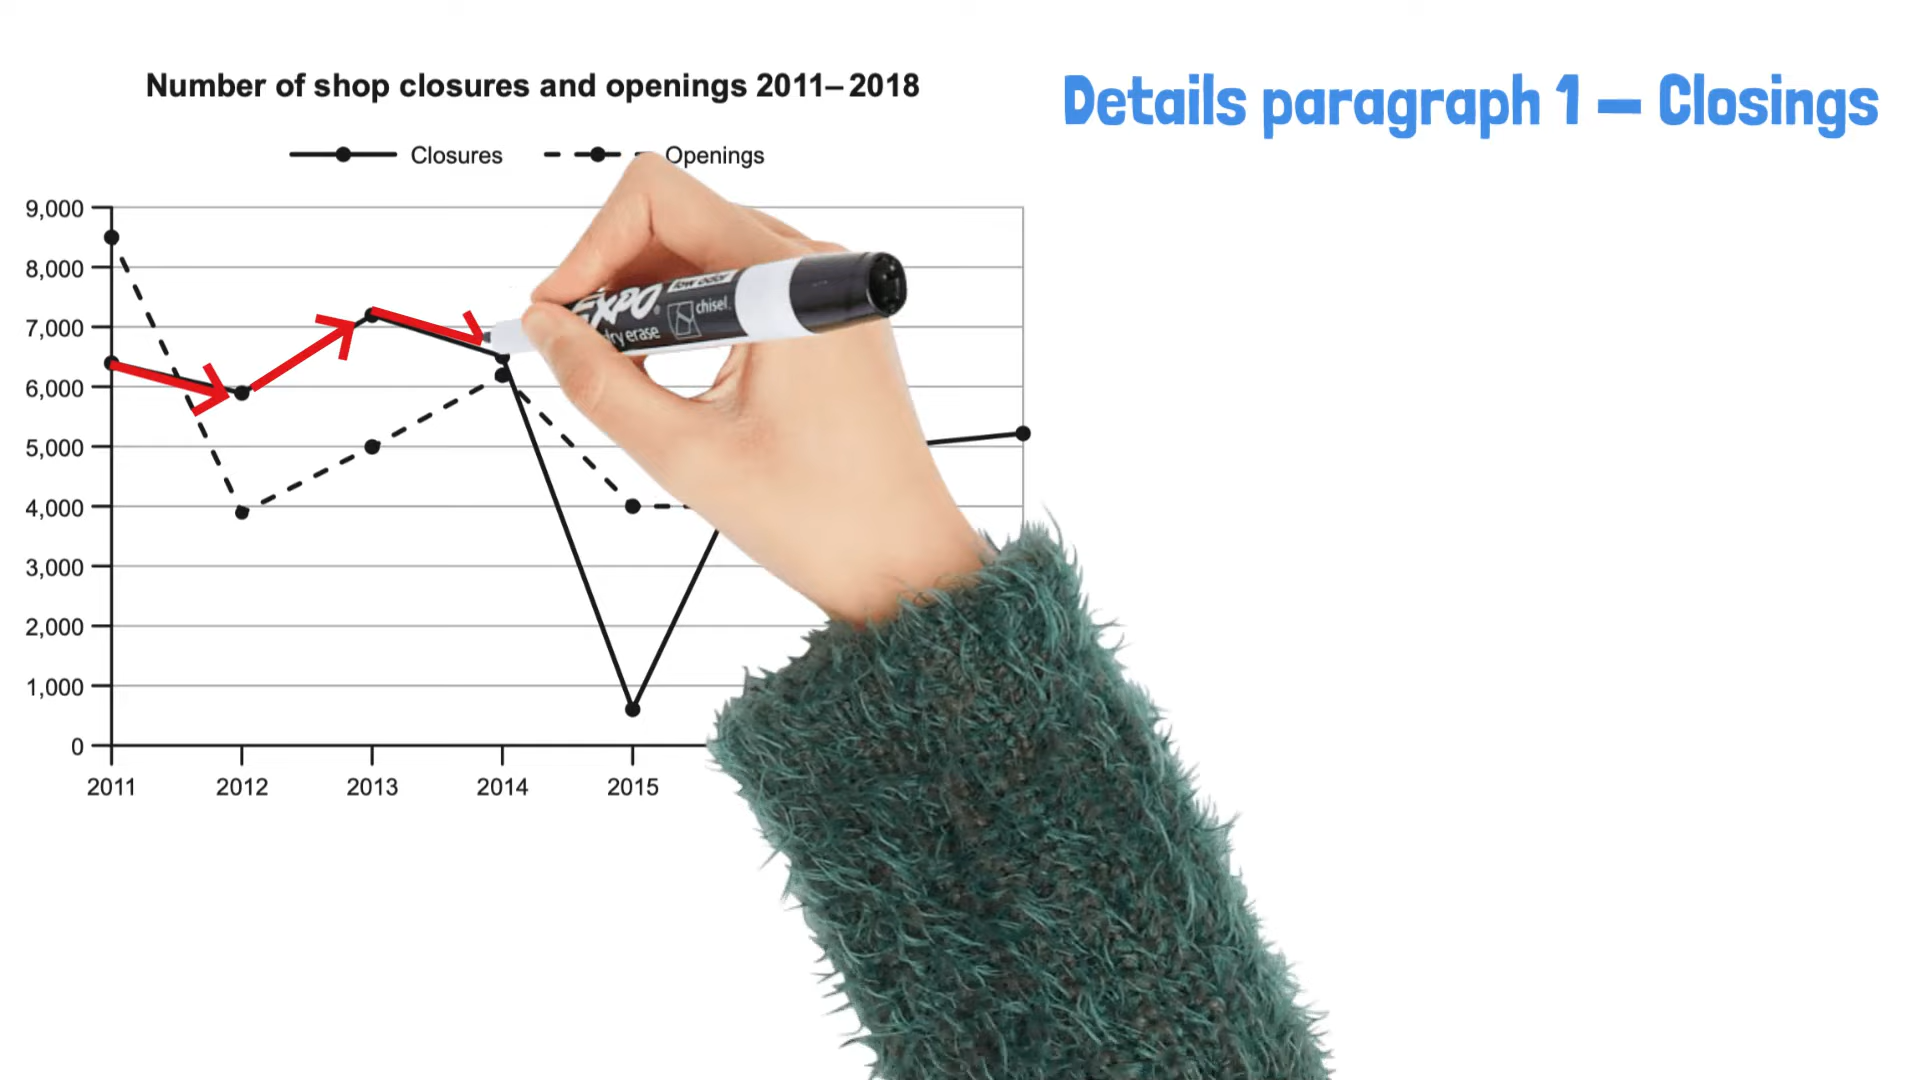 Number of shop closures and openings 2011–2018
Details paragraph 1 – Closings
Closures
Openings
9,000
8,000
7,000
6,000
5,000
4,000
3,000
2,000
1,000
0
2011
2012
2013
2014
2015
EXPO
low odor
chisel
dry erase